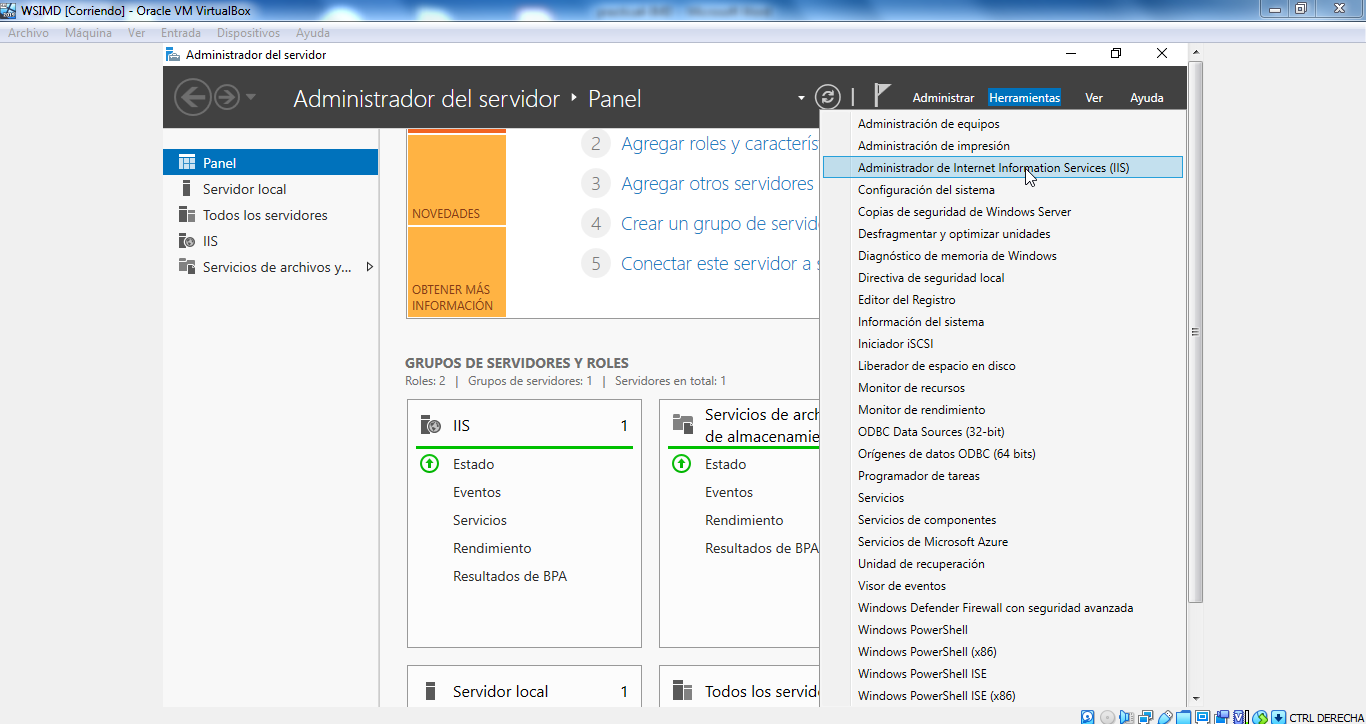 WSIMD [Corriendo] - Oracle VM VirtualBox
Archivo Máquina Ver Entrada Dispositivos Ayuda
Administrador del servidor
Administrador del servidor Panel
Administrar Herramientas Ver Ayuda
Panel
Servidor local
Todos los servidores
IIS
Servicios de archivos y...
NOVEDADES
OBTENER MÁS
INFORMACIÓN
2 Agregar roles y característis
3 Agregar otros servidores
4 Crear un grupo de servido
5 Conectar este servidor a s
GRUPOS DE SERVIDORES Y ROLES
Roles: 2 | Grupos de servidores: 1 | Servidores en total: 1
IIS 1
Estado
Eventos
Servicios
Rendimiento
Resultados de BPA
Servicios de arch
de almacenamie
Estado
Eventos
Rendimiento
Resultados de BPA
Servidor local 1
Todos los servido
Administración de equipos
Administración de impresión
Administrador de Internet Information Services (IIS)
Configuración del sistema
Copias de seguridad de Windows Server
Desfragmentar y optimizar unidades
Diagnóstico de memoria de Windows
Directiva de seguridad local
Editor del Registro
Información del sistema
Iniciador iSCSI
Liberador de espacio en disco
Monitor de recursos
Monitor de rendimiento
ODBC Data Sources (32-bit)
Orígenes de datos ODBC (64 bits)
Programador de tareas
Servicios
Servicios de componentes
Servicios de Microsoft Azure
Unidad de recuperación
Visor de eventos
Windows Defender Firewall con seguridad avanzada
Windows PowerShell
Windows PowerShell (x86)
Windows PowerShell ISE
Windows PowerShell ISE (x86)
CTRL DERECHA